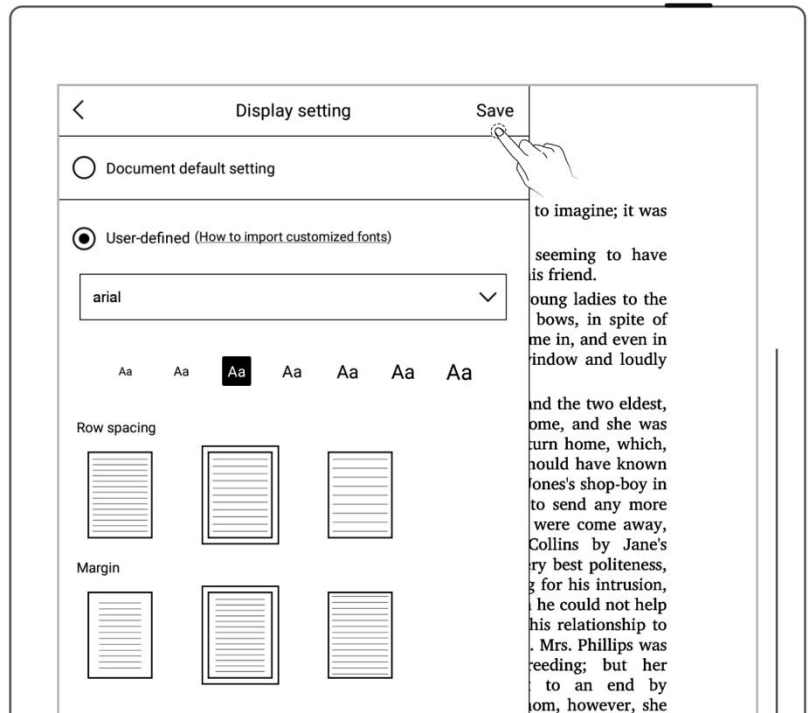 Display setting
Save
Document default setting
User-defined (How to import customized fonts)
arial
Aa Aa Aa Aa Aa Aa Aa
Row spacing
Margin
to imagine; it was
seeming to have
is friend.
oung ladies to the
bows, in spite of
me in, and even in
indow and loudly
and the two eldest,
ome, and she was
turn home, which,
hould have known
Jones's shop-boy in
to send any more
were come away,
Collins by Jane's
ery best politeness,
g for his intrusion,
he could not help
his relationship to
. Mrs. Phillips was
reeding; but her
to an end by
om, however, she